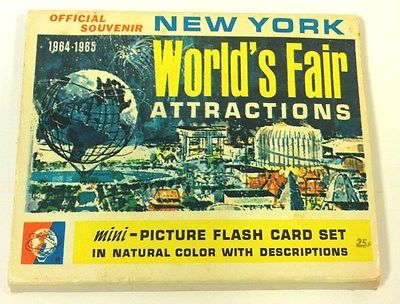 OFFICIAL
SOUVENIR
NEW YORK
1964-1965
World's Fair
ATTRACTIONS
mini-PICTURE FLASH CARD SET
IN NATURAL COLOR WITH DESCRIPTIONS